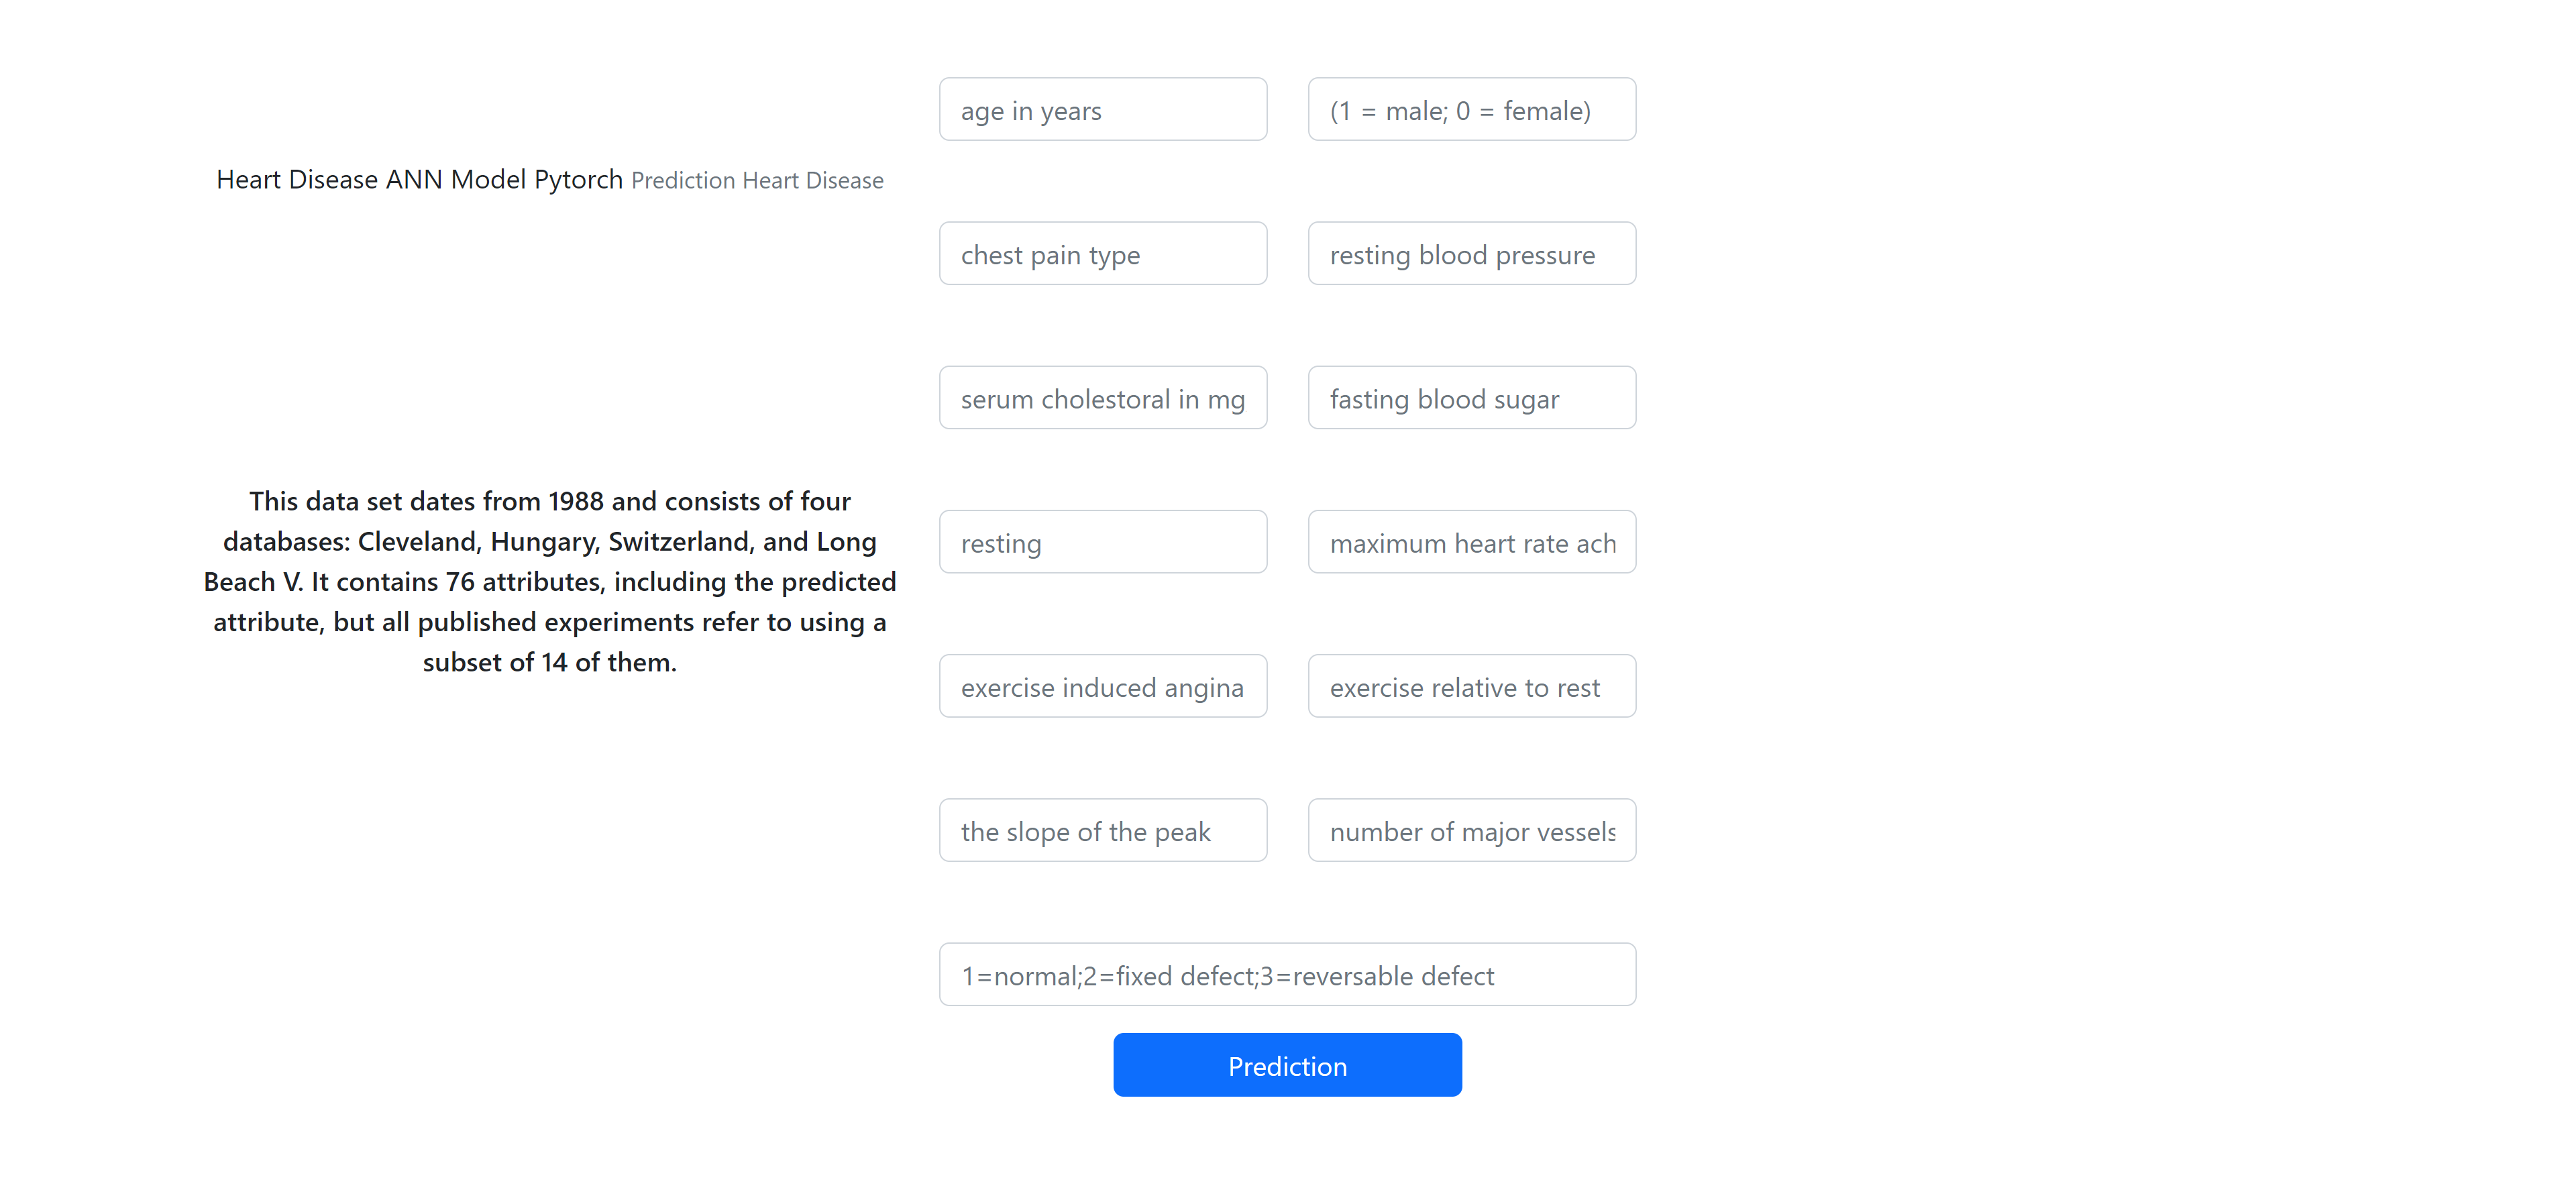 Heart Disease ANN Model Pytorch Prediction Heart Disease
This data set dates from 1988 and consists of four
databases: Cleveland, Hungary, Switzerland, and Long
Beach V. It contains 76 attributes, including the predicted
attribute, but all published experiments refer to using a
subset of 14 of them.
age in years
(1 = male; 0 = female)
chest pain type
resting blood pressure
serum cholestoral in mg
fasting blood sugar
resting
maximum heart rate ach
exercise induced angina
exercise relative to rest
the slope of the peak
number of major vessels
1=normal;2=fixed defect;3=reversable defect
Prediction